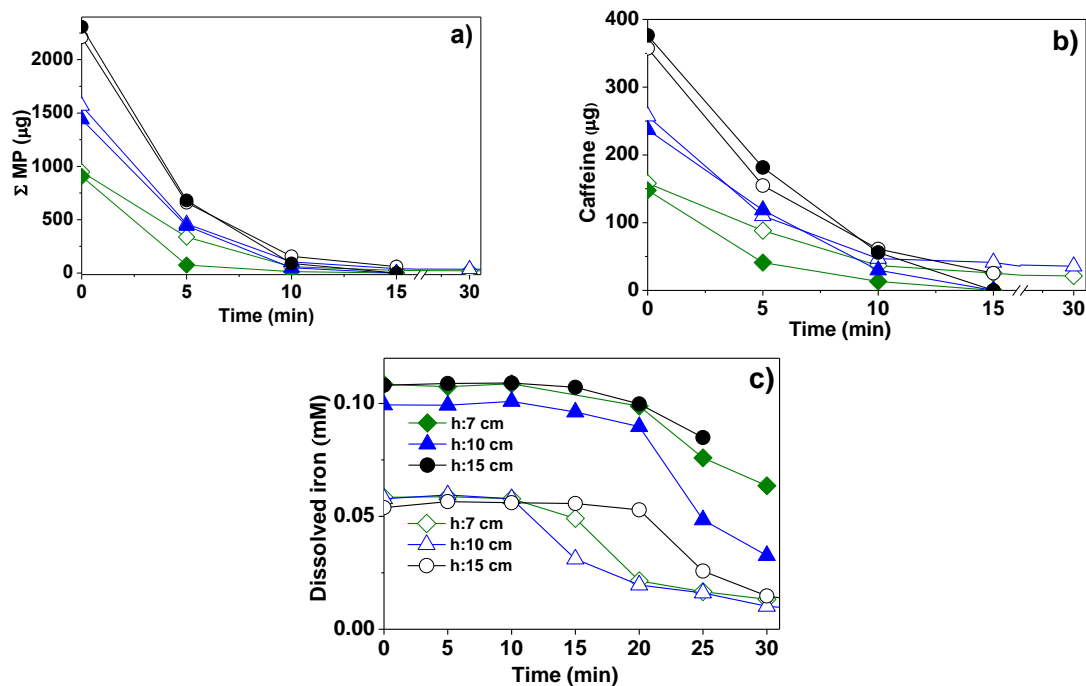 a)
Σ MP (µg)
2000
1500
1000
500
0
0 5 10 15 30
Time (min)
b)
Caffeine (µg)
400
300
200
100
0
0 5 10 15 30
Time (min)
c)
Dissolved iron (mM)
0.10
0.05
0.00
h:7 cm
h:10 cm
h:15 cm
h:7 cm
h:10 cm
h:15 cm
0 5 10 15 20 25 30
Time (min)